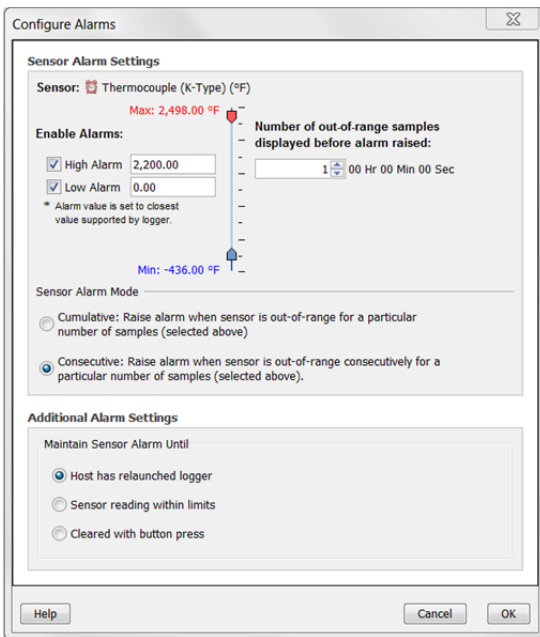 Configure Alarms
Sensor Alarm Settings
Sensor: Thermocouple (K-Type) (°F)
Max: 2,498.00 °F
Enable Alarms:
High Alarm 2,200.00
Low Alarm 0.00
* Alarm value is set to closest
value supported by logger.
Min: -436.00 °F
Number of out-of-range samples
displayed before alarm raised:
1 00 Hr 00 Min 00 Sec
Sensor Alarm Mode
Cumulative: Raise alarm when sensor is out-of-range for a particular
number of samples (selected above)
Consecutive: Raise alarm when sensor is out-of-range consecutively for a
particular number of samples (selected above).
Additional Alarm Settings
Maintain Sensor Alarm Until
Host has relaunched logger
Sensor reading within limits
Cleared with button press
Help
Cancel
OK